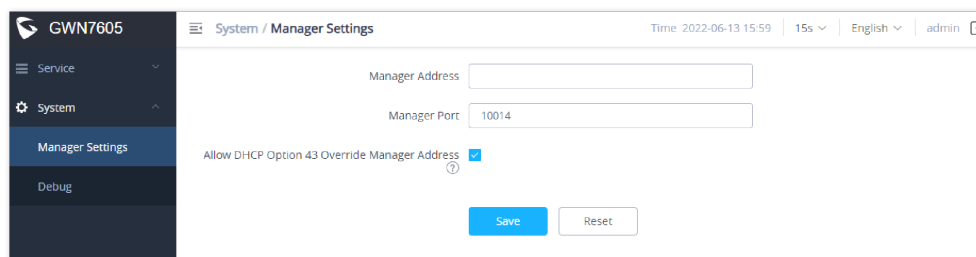 GWN7605
System / Manager Settings
Time 2022-06-13 15:59
15s
English
admin
Service
System
Manager Settings
Debug
Manager Address
Manager Port 10014
Allow DHCP Option 43 Override Manager Address
?
Save
Reset